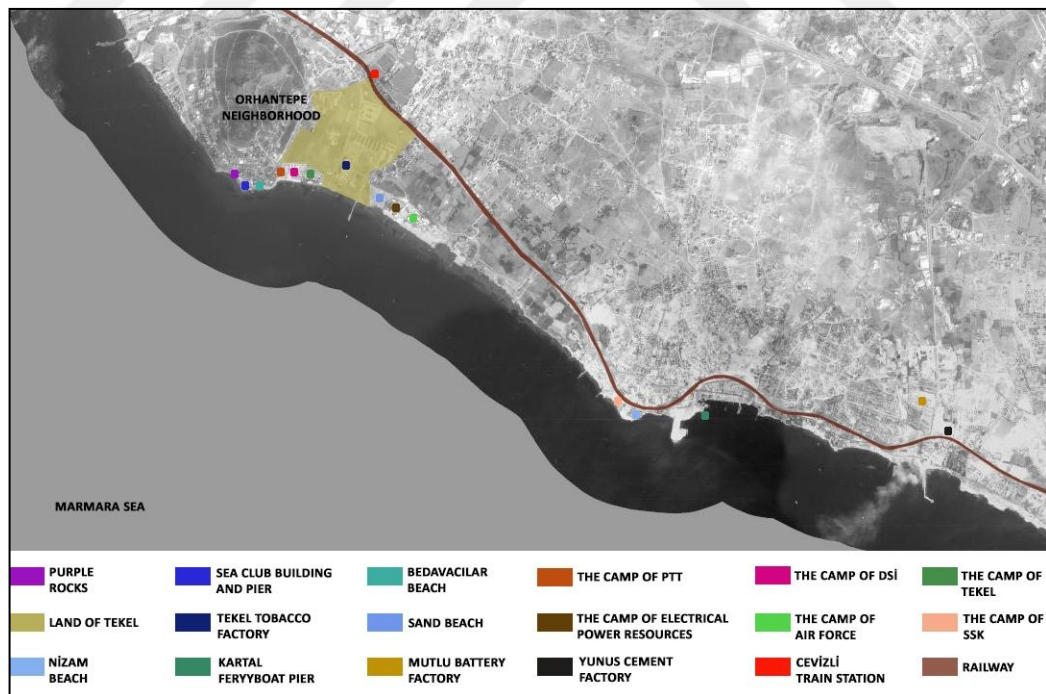 ORHANTEPE
NEIGHBORHOOD
MARMARA SEA
PURPLE
ROCKS
SEA CLUB BUILDING
AND PIER
BEDAVACILAR
BEACH
THE CAMP OF PTT
THE CAMP OF DSİ
THE CAMP OF
TEKEL
LAND OF TEKEL
TEKEL TOBACCO
FACTORY
SAND BEACH
THE CAMP OF ELECTRICAL
POWER RESOURCES
THE CAMP OF
AIR FORCE
THE CAMP OF
SSK
NİZAM
BEACH
KARTAL
FERYYBOAT PIER
MUTLU BATTERY
FACTORY
YUNUS CEMENT
FACTORY
CEVİZLİ
TRAIN STATION
RAILWAY